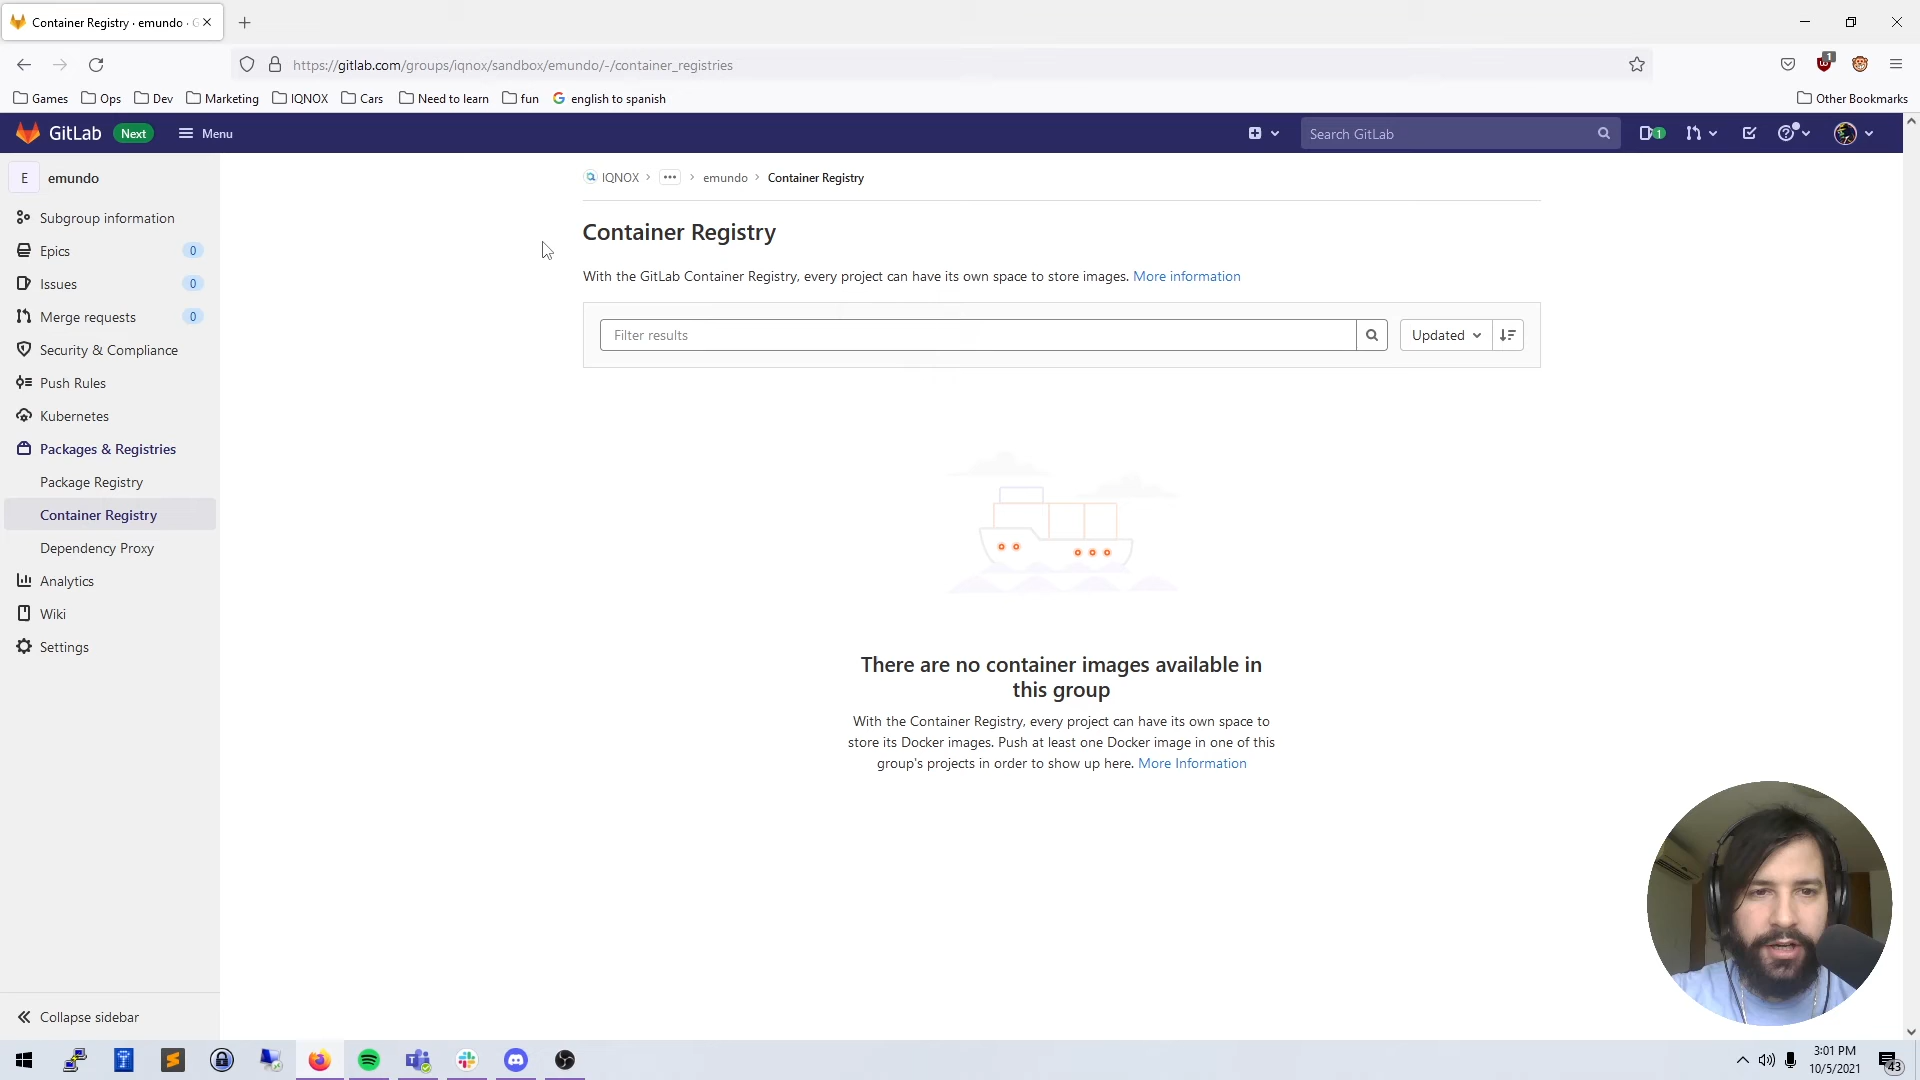 Container Registry · emundo · G
https://gitlab.com/groups/iqnox/sandbox/emundo/-/container_registries
1
Games Ops Dev Marketing IQNOX Cars Need to learn fun G english to spanish Other Bookmarks
GitLab Next Menu Search GitLab 1
E emundo
Subgroup information
Epics 0
Issues 0
Merge requests 0
Security & Compliance
Push Rules
Kubernetes
Packages & Registries
Package Registry
Container Registry
Dependency Proxy
Analytics
Wiki
Settings
Collapse sidebar
IQNOX > ••• > emundo > Container Registry
Container Registry
With the GitLab Container Registry, every project can have its own space to store images. More information
Filter results Updated
There are no container images available in
this group
With the Container Registry, every project can have its own space to
store its Docker images. Push at least one Docker image in one of this
group's projects in order to show up here. More Information
3:01 PM
10/5/2021
43